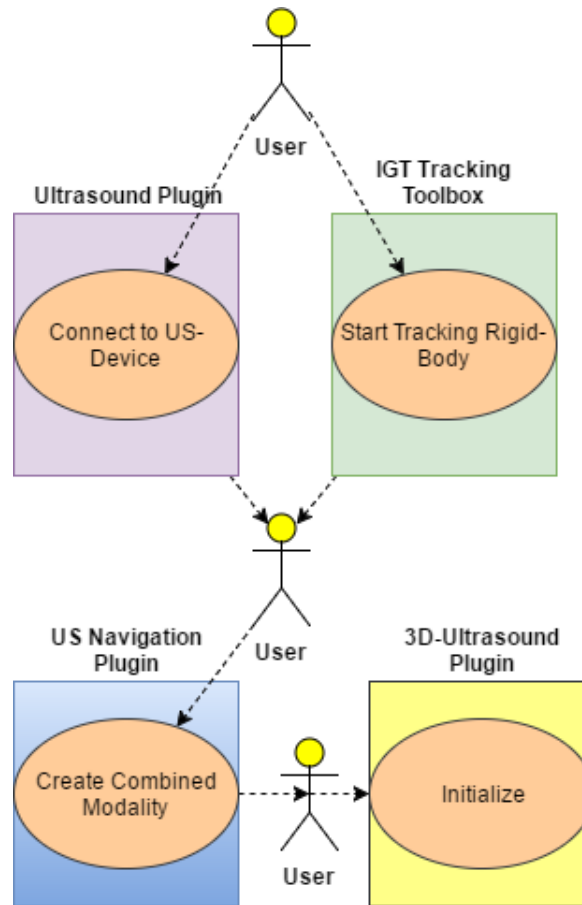 User
Ultrasound Plugin
IGT Tracking
Toolbox
Connect to US-
Device
Start Tracking Rigid-
Body
User
US Navigation
Plugin
3D-Ultrasound
Plugin
Create Combined
Modality
Initialize
User